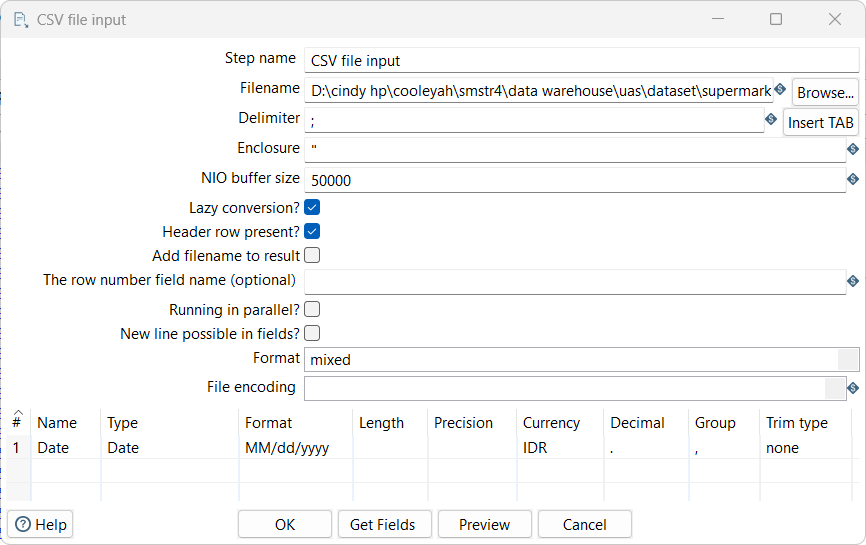 CSV file input
Step name CSV file input
Filename D:\cindy hp\cooleyah\smstr4\data warehouse\uas\dataset\supermark Browse...
Delimiter ; Insert TAB
Enclosure "
NIO buffer size 50000
Lazy conversion?
Header row present?
Add filename to result
The row number field name (optional)
Running in parallel?
New line possible in fields?
Format mixed
File encoding
# Name Type Format Length Precision Currency Decimal Group Trim type
1 Date Date MM/dd/yyyy IDR . , none
Help OK Get Fields Preview Cancel